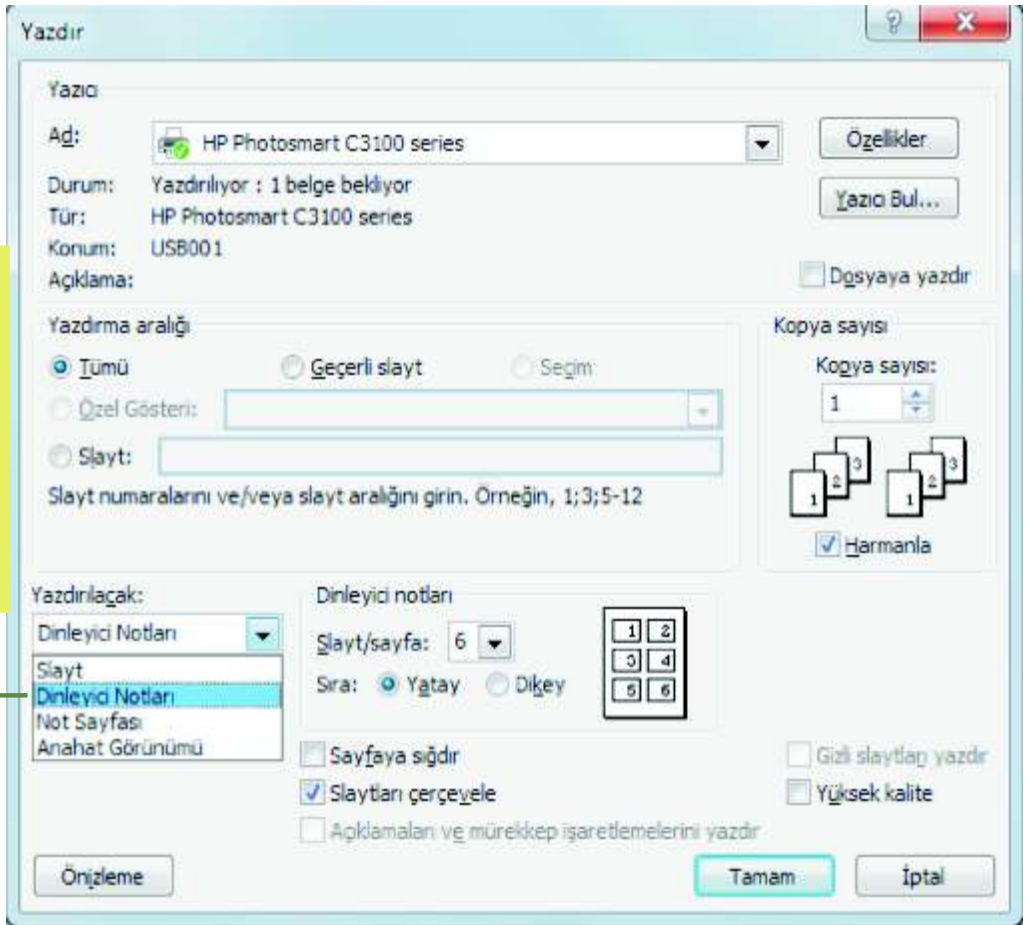 Yazdır
Yazıcı
Ad: HP Photosmart C3100 series Özellikler
Durum: Yazdırılıyor : 1 belge bekliyor Yazıcı Bul...
Tür: HP Photosmart C3100 series
Konum: USB001
Açıklama: Dosyaya yazdır
Yazdırma aralığı
Tümü Geçerli slayt Seçim
Özel Gösteri:
Slayt:
Slayt numaralarını ve/veya slayt aralığını girin. Örneğin, 1;3;5-12
Kopya sayısı
Kopya sayısı:
1
1 2 3 1 2 3
Harmanla
Yazdırılacak:
Dinleyici Notları
Slayt
Dinleyici Notları
Not Sayfası
Anahat Görünümü
Dinleyici notları
Slayt/sayfa: 6
Sıra: Yatay Dikey
1 2
3 4
5 6
Sayfaya sığdır Gizli slaytları yazdır
Slaytları çerçevele Yüksek kalite
Açıklamaları ve mürekkep işaretlemelerini yazdır
Önizleme Tamam İptal